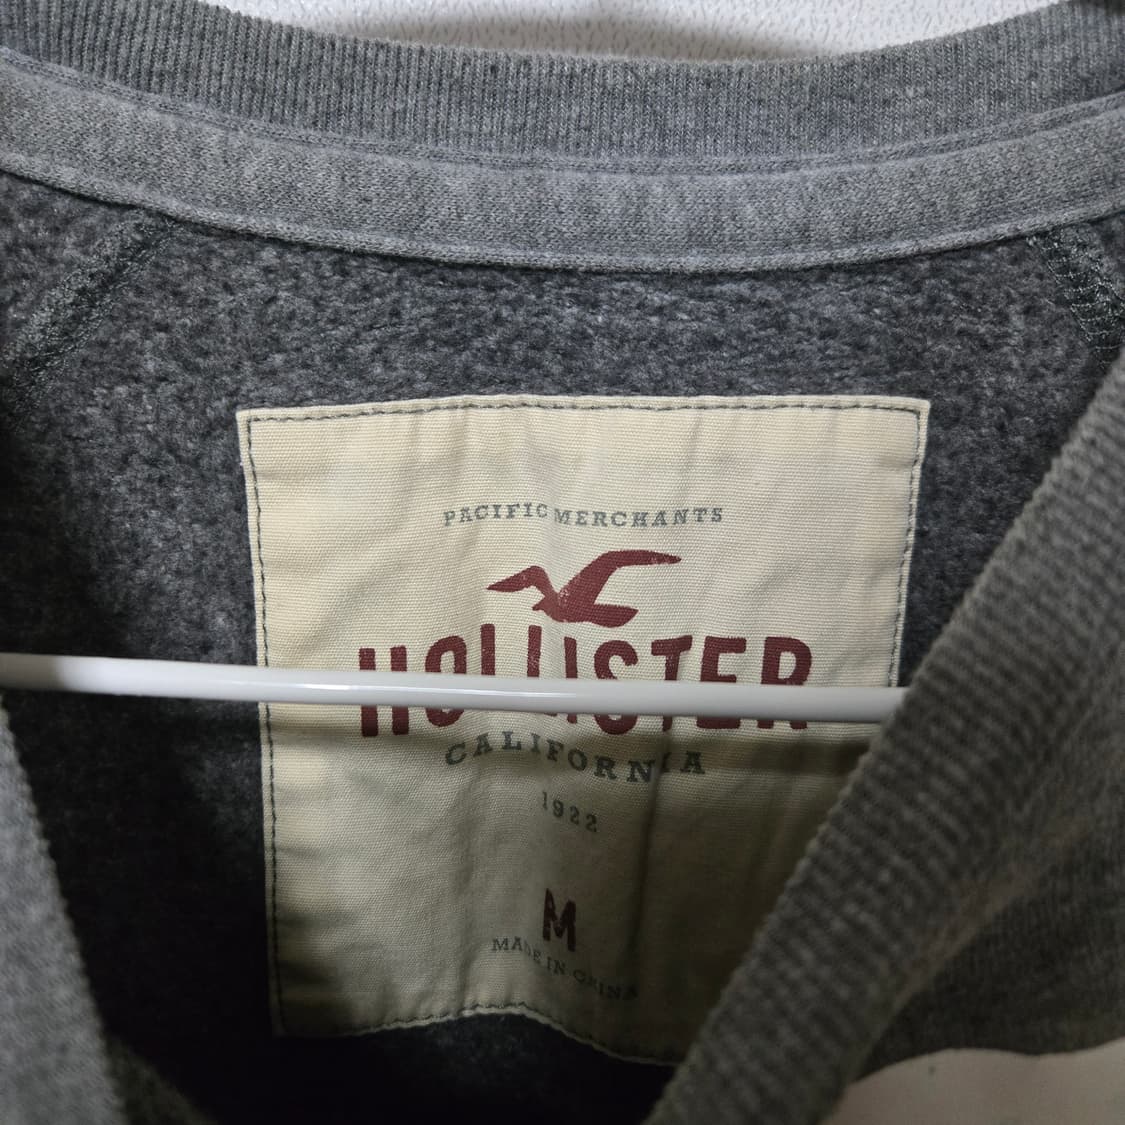 PACIFIC MERCHANTS
HOLLISTER
CALIFORNIA
1922
M
MADE IN CHINA